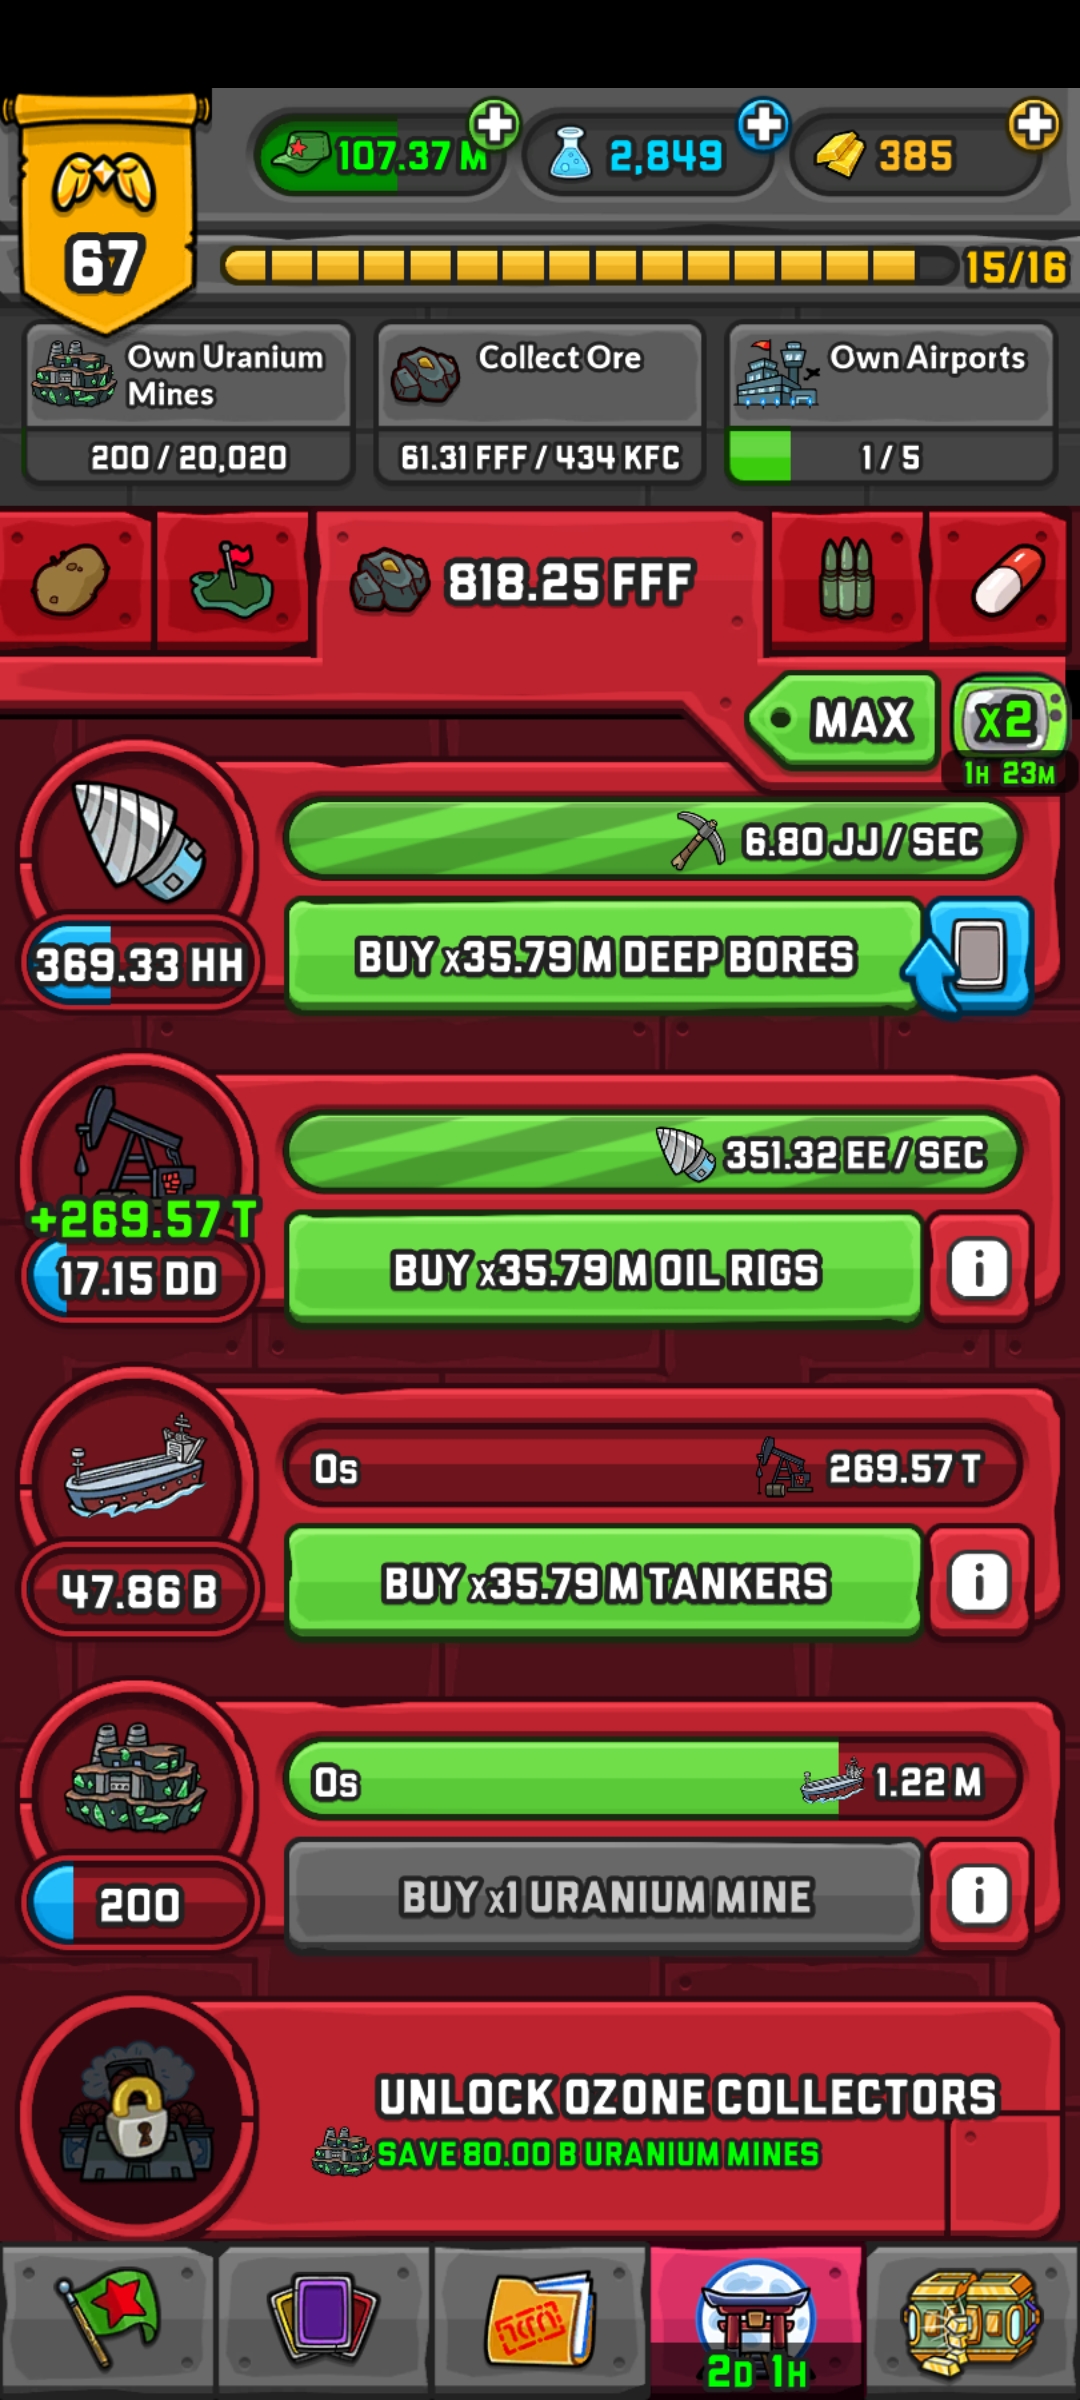 107.37 M
2,849
385
67
15/16
Own Uranium
Mines
200 / 20,020
Collect Ore
61.31 FFF / 434 KFC
Own Airports
1 / 5
818.25 FFF
MAX
x2
1H 23M
6.80 JJ / SEC
369.33 HH
BUY x35.79 M DEEP BORES
351.32 EE / SEC
+269.57 T
17.15 DD
BUY x35.79 M OIL RIGS
i
0s
269.57 T
47.86 B
BUY x35.79 M TANKERS
i
0s
1.22 M
200
BUY x1 URANIUM MINE
i
UNLOCK OZONE COLLECTORS
SAVE 80.00 B URANIUM MINES
2D 1H